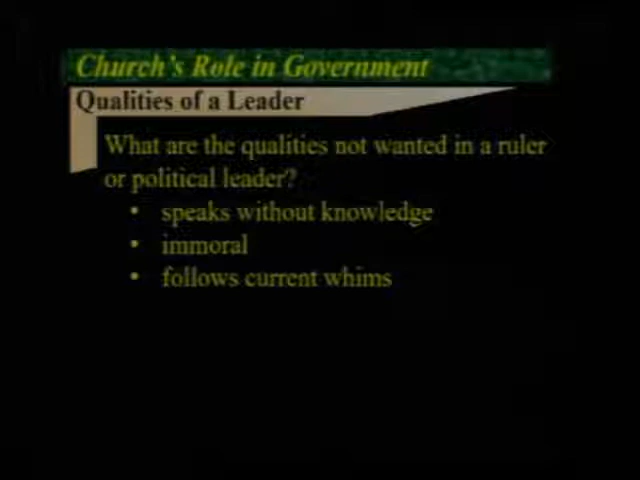 Church's Role in Government
Qualities of a Leader
What are the qualities not wanted in a ruler
or political leader?
• speaks without knowledge
• immoral
• follows current whims